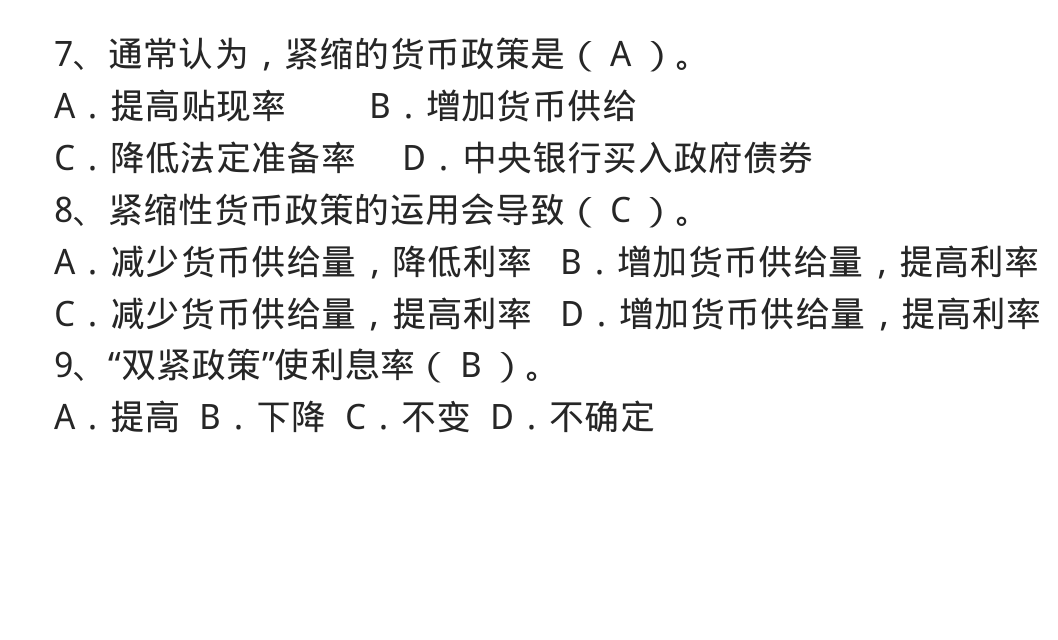 7、通常认为，紧缩的货币政策是（ A ）。
A．提高贴现率 B．增加货币供给
C．降低法定准备率 D．中央银行买入政府债券
8、紧缩性货币政策的运用会导致（ C ）。
A．减少货币供给量，降低利率 B．增加货币供给量，提高利率
C．减少货币供给量，提高利率 D．增加货币供给量，提高利率
9、“双紧政策”使利息率（ B ）。
A．提高 B．下降 C．不变 D．不确定